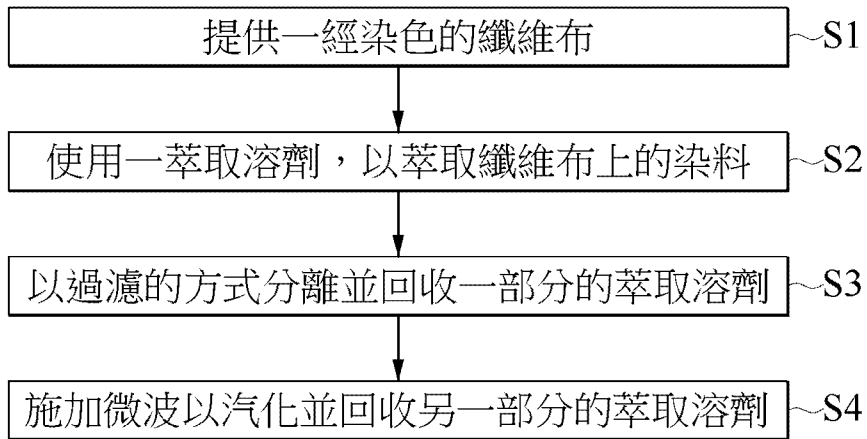 提供一經染色的纖維布 S1
使用一萃取溶劑，以萃取纖維布上的染料 S2
以過濾的方式分離並回收一部分的萃取溶劑 S3
施加微波以汽化並回收另一部分的萃取溶劑 S4